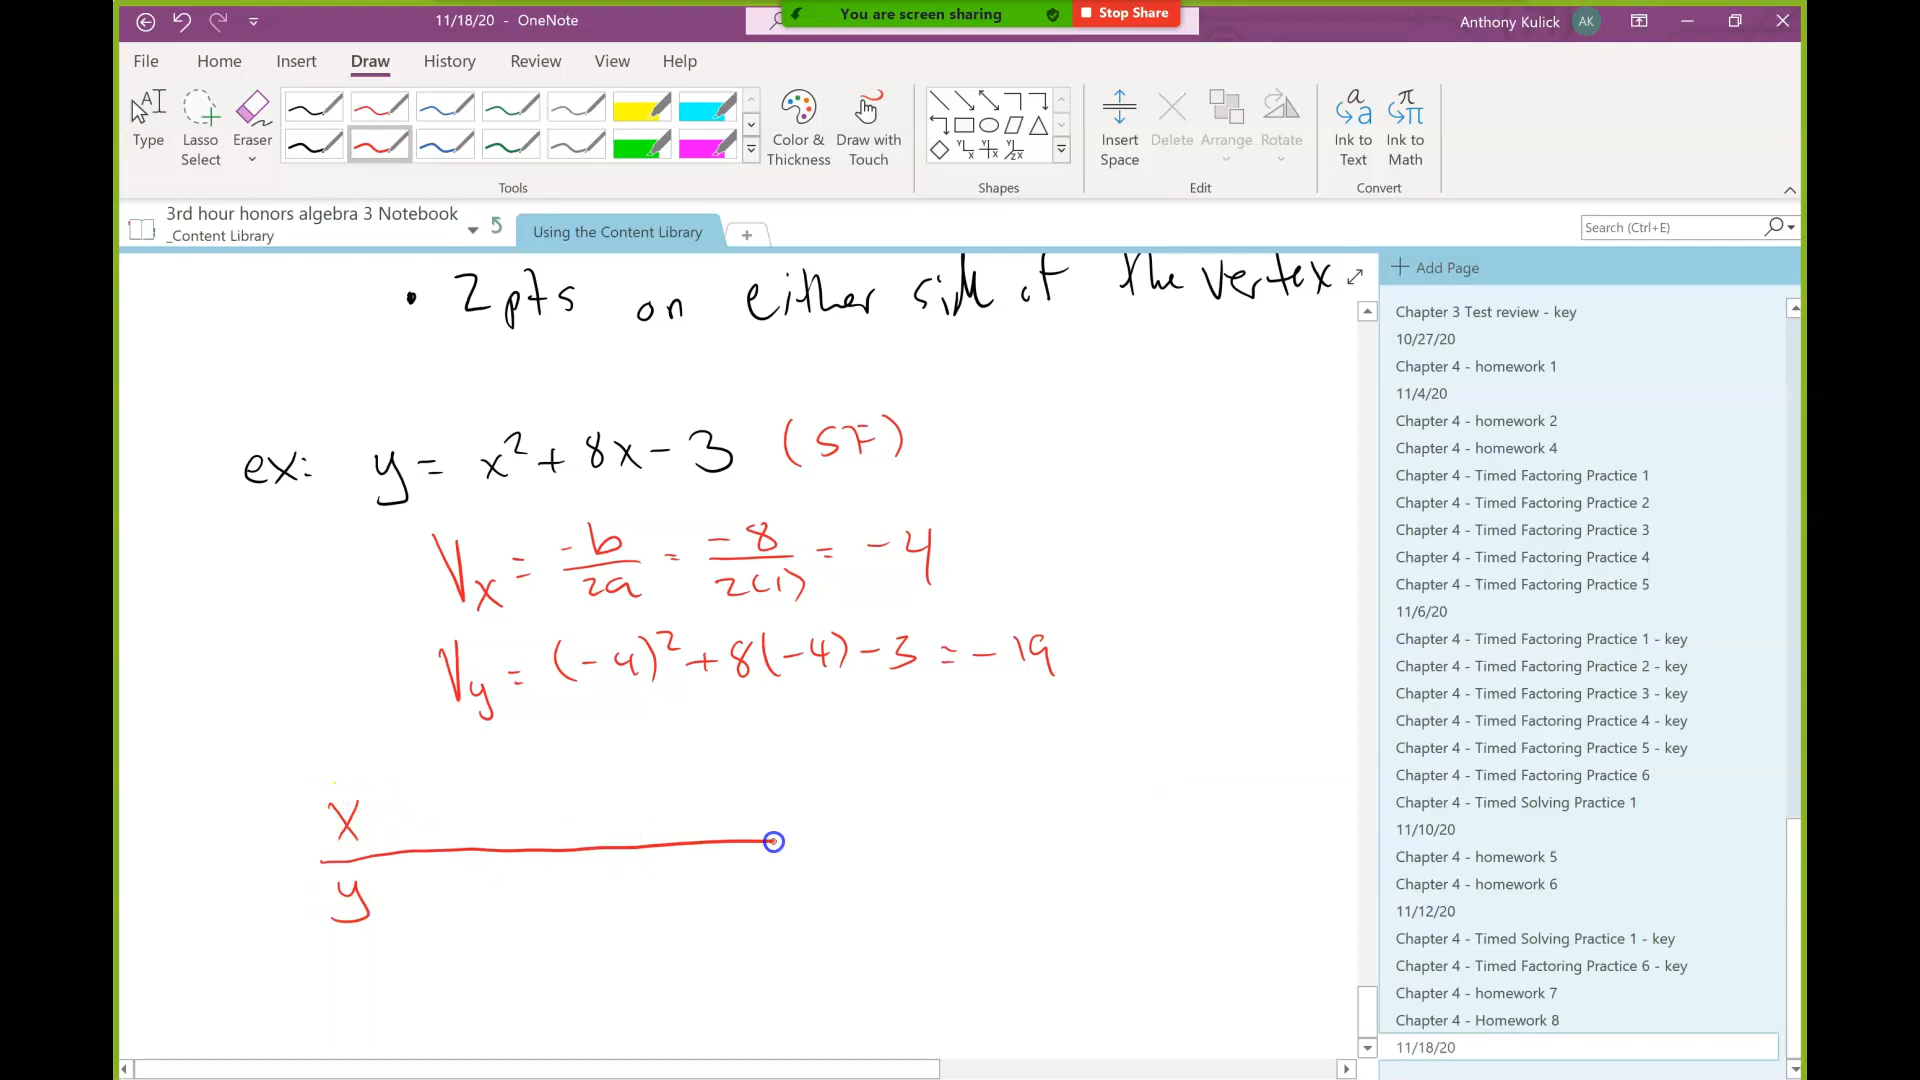 11/18/20 - OneNote
You are screen sharing
Stop Share
Anthony Kulick
AK
File Home Insert Draw History Review View Help
Type
Lasso Select
Eraser
Color & Thickness
Draw with Touch
Insert Space
Delete
Arrange
Rotate
Ink to Text
Ink to Math
Tools
Shapes
Edit
Convert
3rd hour honors algebra 3 Notebook
_Content Library
Using the Content Library
Search (Ctrl+E)
• 2pts on either side of the vertex
ex: y = x² + 8x - 3 (SF)
Vx = -b/2a = -8/2(1) = -4
Vy = (-4)² + 8(-4) - 3 = -19
x
y
Add Page
Chapter 3 Test review - key
10/27/20
Chapter 4 - homework 1
11/4/20
Chapter 4 - homework 2
Chapter 4 - homework 4
Chapter 4 - Timed Factoring Practice 1
Chapter 4 - Timed Factoring Practice 2
Chapter 4 - Timed Factoring Practice 3
Chapter 4 - Timed Factoring Practice 4
Chapter 4 - Timed Factoring Practice 5
11/6/20
Chapter 4 - Timed Factoring Practice 1 - key
Chapter 4 - Timed Factoring Practice 2 - key
Chapter 4 - Timed Factoring Practice 3 - key
Chapter 4 - Timed Factoring Practice 4 - key
Chapter 4 - Timed Factoring Practice 5 - key
Chapter 4 - Timed Factoring Practice 6
Chapter 4 - Timed Solving Practice 1
11/10/20
Chapter 4 - homework 5
Chapter 4 - homework 6
11/12/20
Chapter 4 - Timed Solving Practice 1 - key
Chapter 4 - Timed Factoring Practice 6 - key
Chapter 4 - homework 7
Chapter 4 - Homework 8
11/18/20